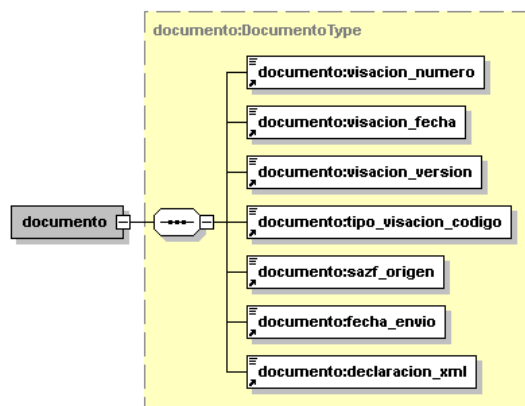 documento:DocumentoType
documento:visacion_numero
documento:visacion_fecha
documento:visacion_version
documento
documento:tipo_visacion_codigo
documento:sazf_origen
documento:fecha_envio
documento:declaracion_xml